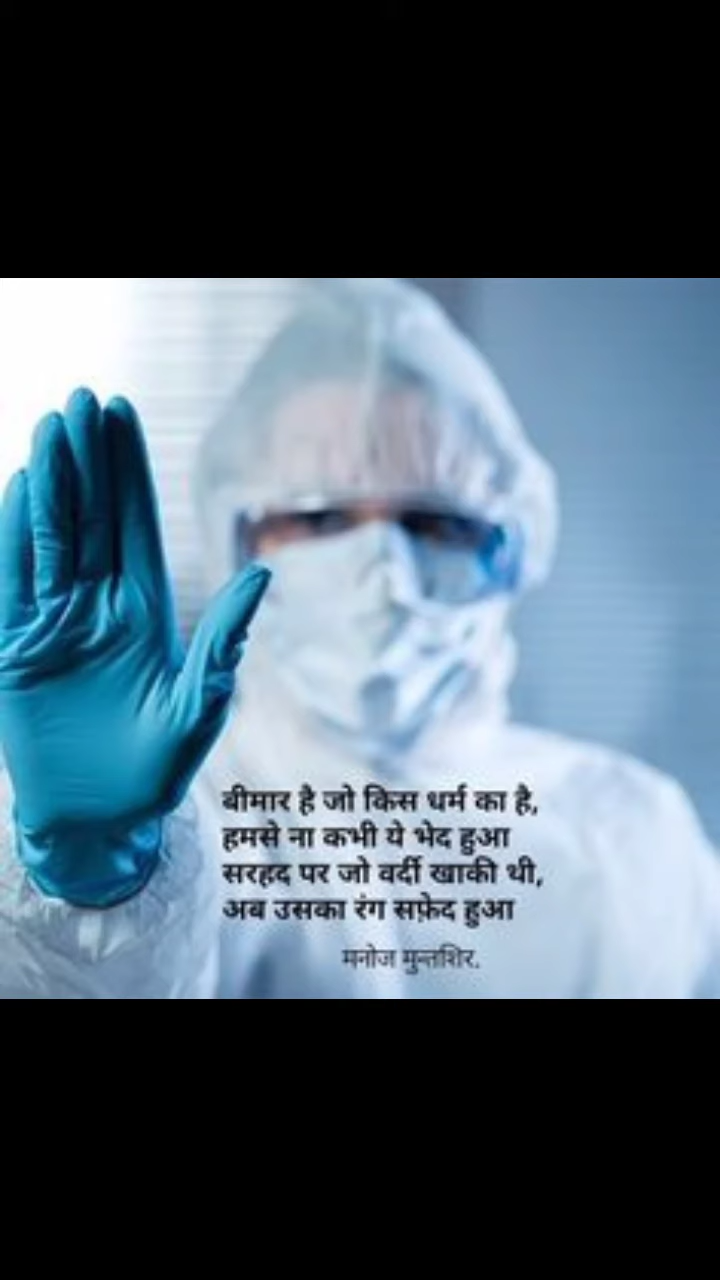 बीमार है जो किस धर्म का है,
हमसे ना कभी ये भेद हुआ
सरहद पर जो वर्दी खाकी थी,
अब उसका रंग सफ़ेद हुआ
मनोज मुन्तशिर.